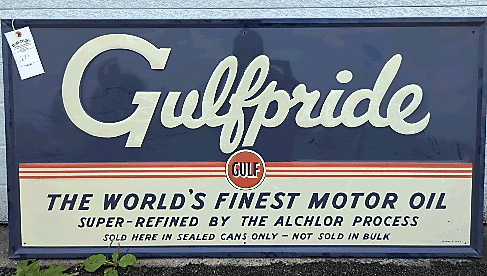 Gulfpride
GULF
THE WORLD'S FINEST MOTOR OIL
SUPER-REFINED BY THE ALCHLOR PROCESS
SOLD HERE IN SEALED CANS ONLY – NOT SOLD IN BULK